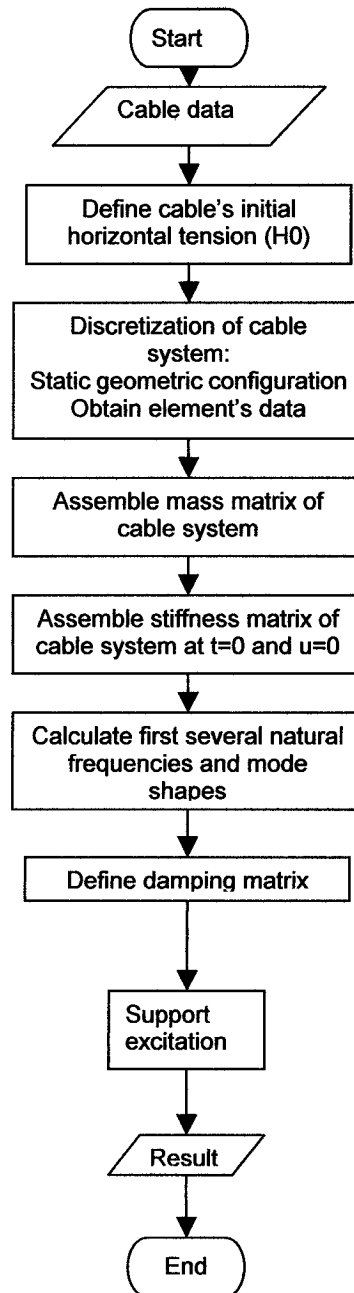 Start
Cable data
Define cable's initial
horizontal tension (H0)
Discretization of cable
system:
Static geometric configuration
Obtain element's data
Assemble mass matrix of
cable system
Assemble stiffness matrix of
cable system at t=0 and u=0
Calculate first several natural
frequencies and mode
shapes
Define damping matrix
Support
excitation
Result
End